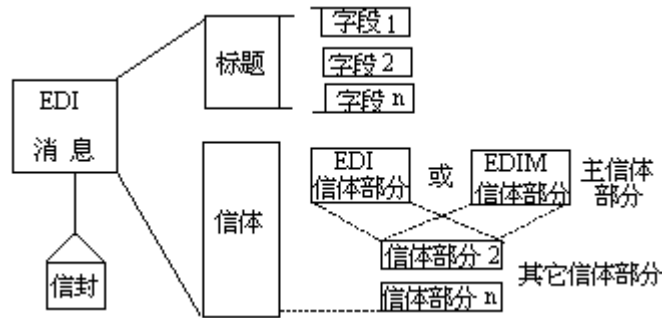 EDI
消 息
信封
标题
字段 1
字段 2
字段 n
信体
EDI
信体部分
或
EDIM
信体部分
主信体
部分
信体部分 2
信体部分 n
其它信体部分